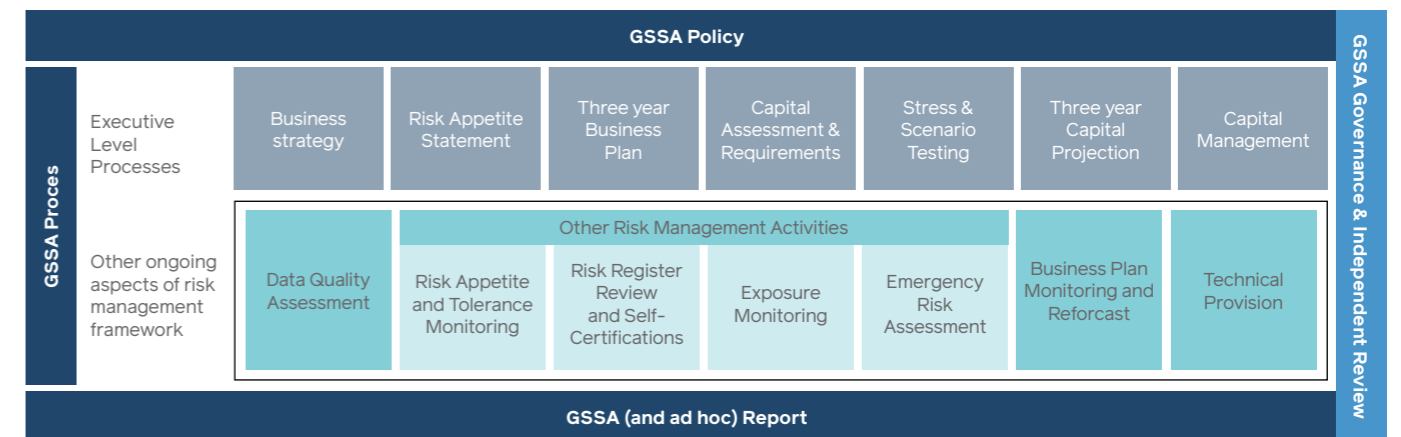 GSSA Policy
GSSA Governance & Independent Review
GSSA Proces
Executive
Level
Processes
Business
strategy
Risk Appetite
Statement
Three year
Business
Plan
Capital
Assessment &
Requirements
Stress &
Scenario
Testing
Three year
Capital
Projection
Capital
Management
Other ongoing
aspects of risk
management
framework
Data Quality
Assessment
Other Risk Management Activities
Risk Appetite
and Tolerance
Monitoring
Risk Register
Review
and Self-
Certifications
Exposure
Monitoring
Emergency
Risk
Assessment
Business Plan
Monitoring and
Reforcast
Technical
Provision
GSSA (and ad hoc) Report